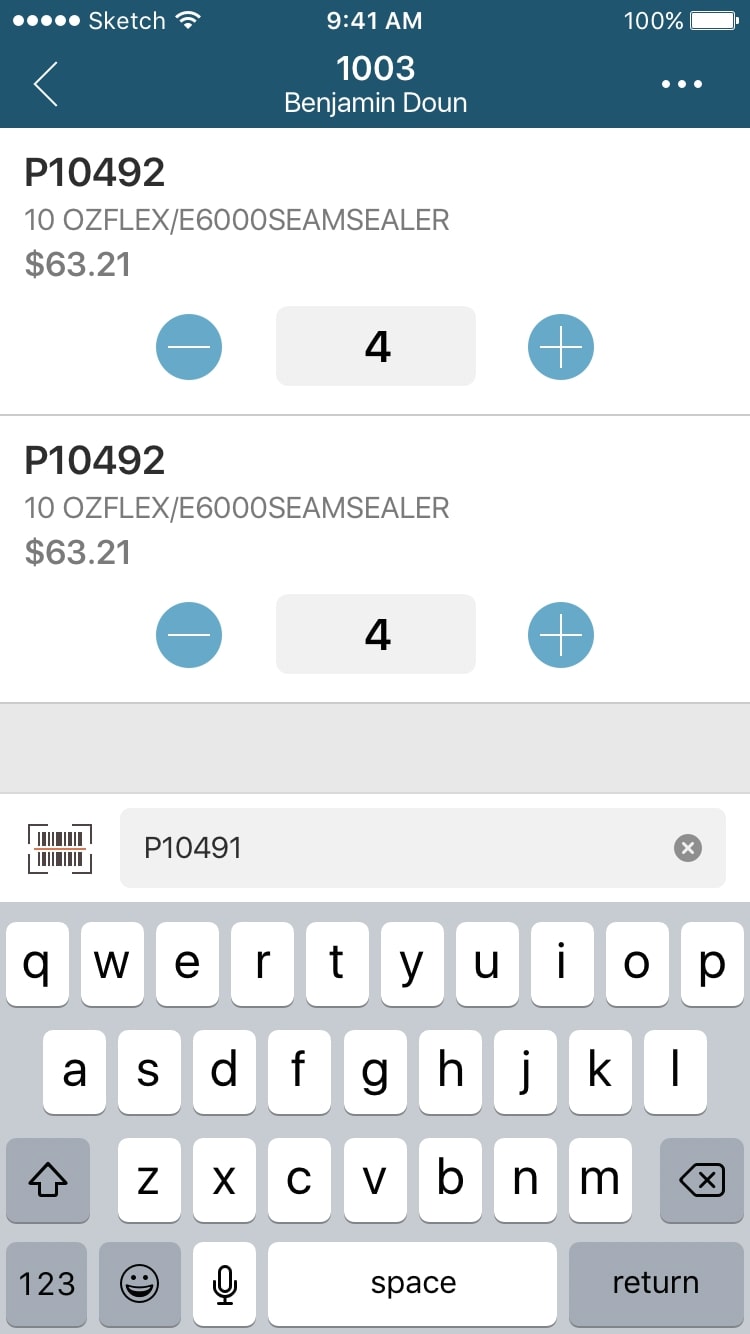 Sketch 9:41 AM 100%
1003
Benjamin Doun
P10492
10 OZFLEX/E6000SEAMSEALER
$63.21
4
P10492
10 OZFLEX/E6000SEAMSEALER
$63.21
4
P10491
q w e r t y u i o p
a s d f g h j k l
z x c v b n m
123 space return